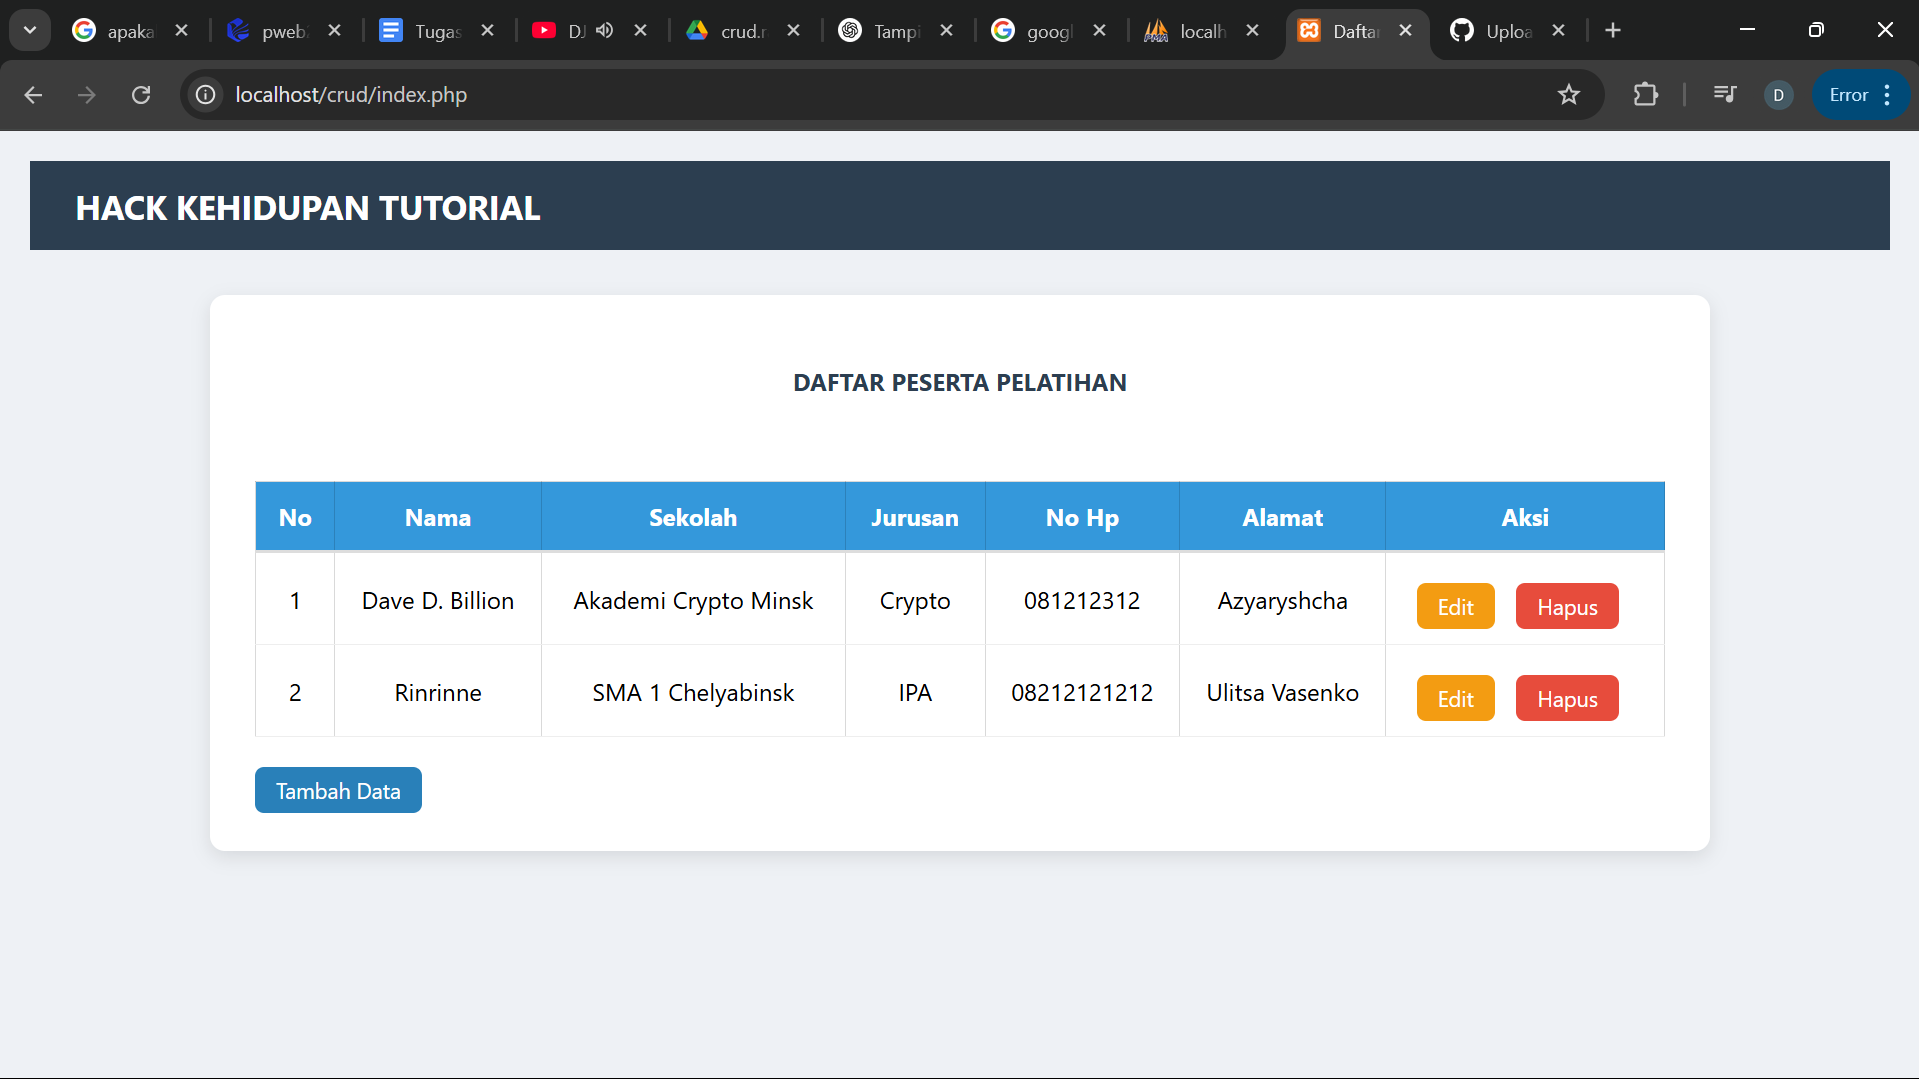 apaka
pweb
Tugas
DJ
crud.r
Tampi
googl
localh
Daftar
Uploa
localhost/crud/index.php
D
Error
HACK KEHIDUPAN TUTORIAL
DAFTAR PESERTA PELATIHAN
No Nama Sekolah Jurusan No Hp Alamat Aksi
1 Dave D. Billion Akademi Crypto Minsk Crypto 081212312 Azyaryshcha Edit Hapus
2 Rinrinne SMA 1 Chelyabinsk IPA 08212121212 Ulitsa Vasenko Edit Hapus
Tambah Data